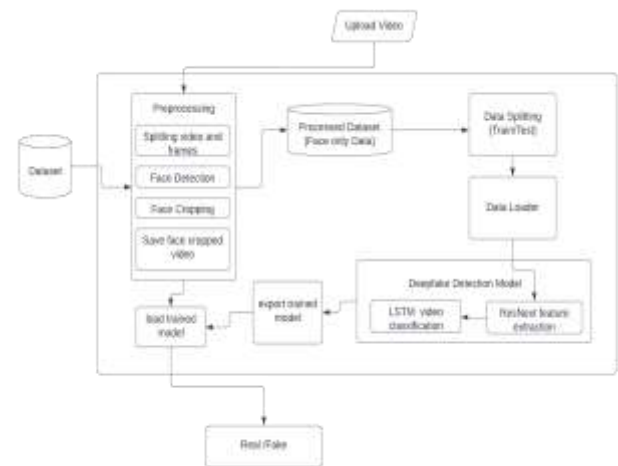 Upload Video
Preprocessing
Splitting video and
frames
Face Detection
Face Cropping
Save face cropped
video
Dataset
Processed Dataset
(Face only Data)
Data Splitting
(Train/Test)
Data Loader
Deepfake Detection Model
LSTM video
classification
ResNext feature
extraction
export trained
model
load trained
model
Real /Fake